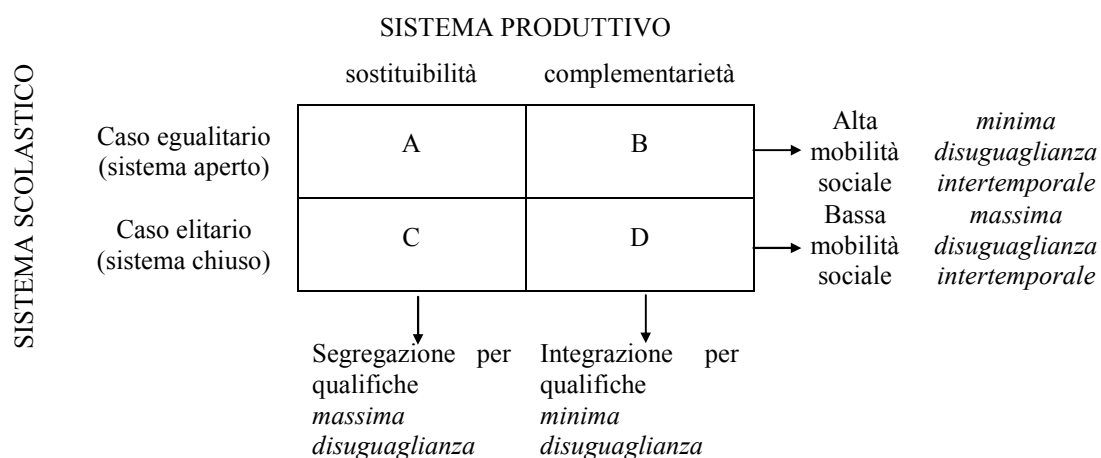 SISTEMA PRODUTTIVO
sostituibilità complementarietà
SISTEMA SCOLASTICO
Caso egualitario
(sistema aperto)
A
B
Alta
mobilità
sociale
minima
disuguaglianza
intertemporale
Caso elitario
(sistema chiuso)
C
D
Bassa
mobilità
sociale
massima
disuguaglianza
intertemporale
Segregazione per
qualifiche
massima
disuguaglianza
Integrazione per
qualifiche
minima
disuguaglianza